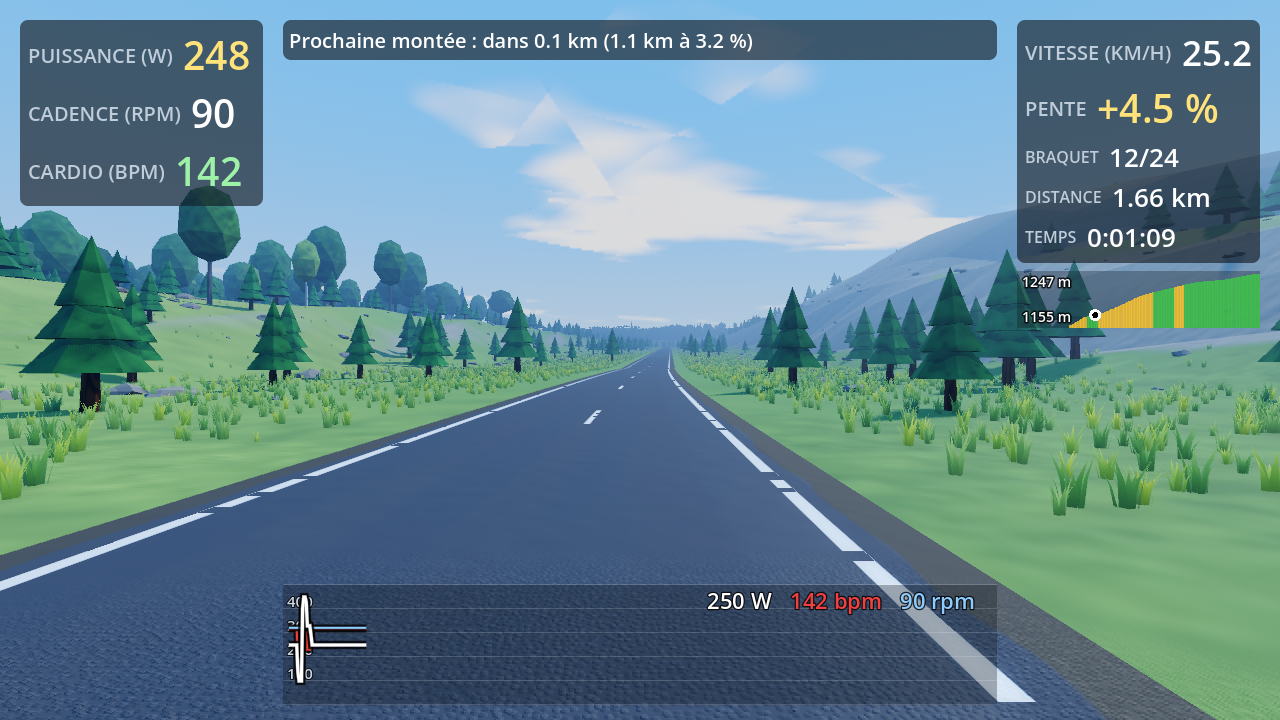 PUISSANCE (W) 248
CADENCE (RPM) 90
CARDIO (BPM) 142
Prochaine montée : dans 0.1 km (1.1 km à 3.2 %)
VITESSE (KM/H) 25.2
PENTE +4.5 %
BRAQUET 12/24
DISTANCE 1.66 km
TEMPS 0:01:09
1247 m
1155 m
250 W 142 bpm 90 rpm